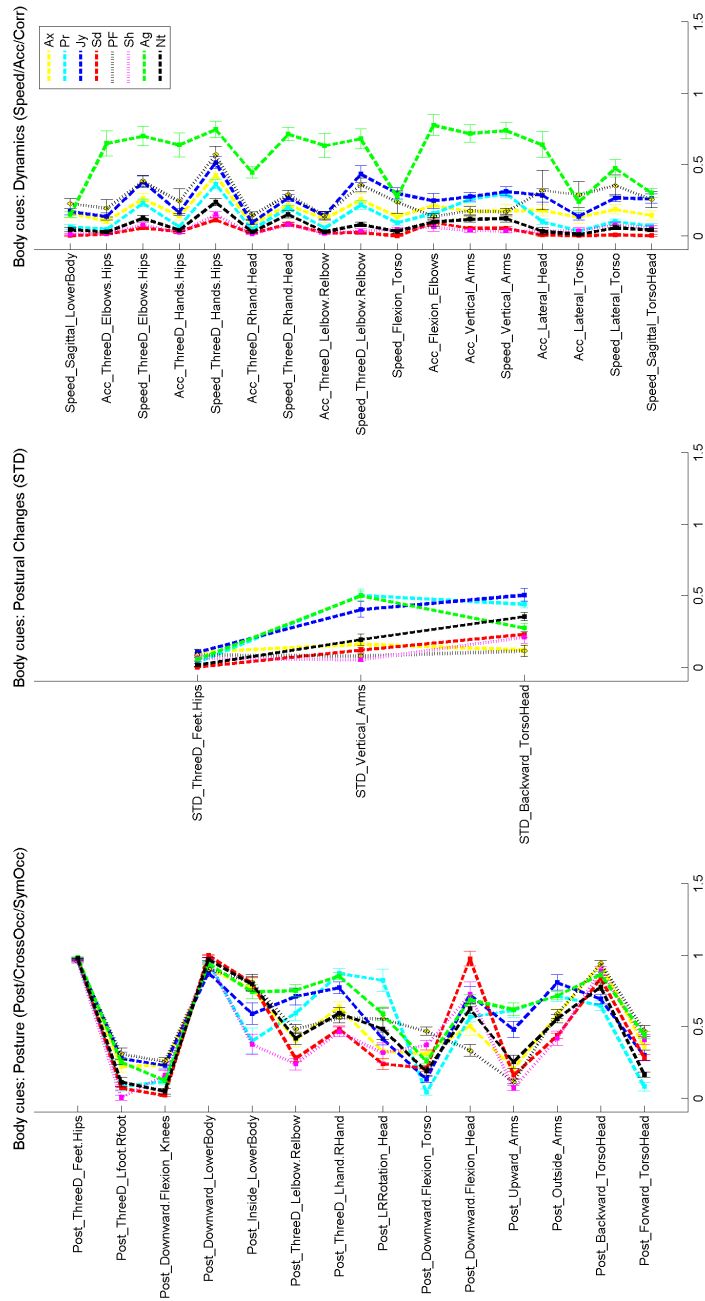 Body cues: Posture (Post/CrossOcc/SymOcc)
1.5
1
0.5
0
Post_ThreeD_Feet.Hips
Post_ThreeD_Lfoot.Rfoot
Post_Downward.Flexion_Knees
Post_Downward_LowerBody
Post_Inside_LowerBody
Post_ThreeD_Lelbow.Relbow
Post_ThreeD_Lhand.RHand
Post_LRRotation_Head
Post_Downward.Flexion_Torso
Post_Downward.Flexion_Head
Post_Upward_Arms
Post_Outside_Arms
Post_Backward_TorsoHead
Post_Forward_TorsoHead
Body cues: Postural Changes (STD)
1.5
1
0.5
0
STD_ThreeD_Feet.Hips
STD_Vertical_Arms
STD_Backward_TorsoHead
Body cues: Dynamics (Speed/Acc/Corr)
1.5
1
0.5
0
Ax
Pr
Jy
Sd
PF
Sh
Ag
Nt
Speed_Sagittal_LowerBody
Acc_ThreeD_Elbows.Hips
Speed_ThreeD_Elbows.Hips
Acc_ThreeD_Hands.Hips
Speed_ThreeD_Hands.Hips
Acc_ThreeD_Rhand.Head
Speed_ThreeD_Rhand.Head
Acc_ThreeD_Lelbow.Relbow
Speed_ThreeD_Lelbow.Relbow
Speed_Flexion_Torso
Acc_Flexion_Elbows
Acc_Vertical_Arms
Speed_Vertical_Arms
Acc_Lateral_Head
Acc_Lateral_Torso
Speed_Lateral_Torso
Speed_Sagittal_TorsoHead